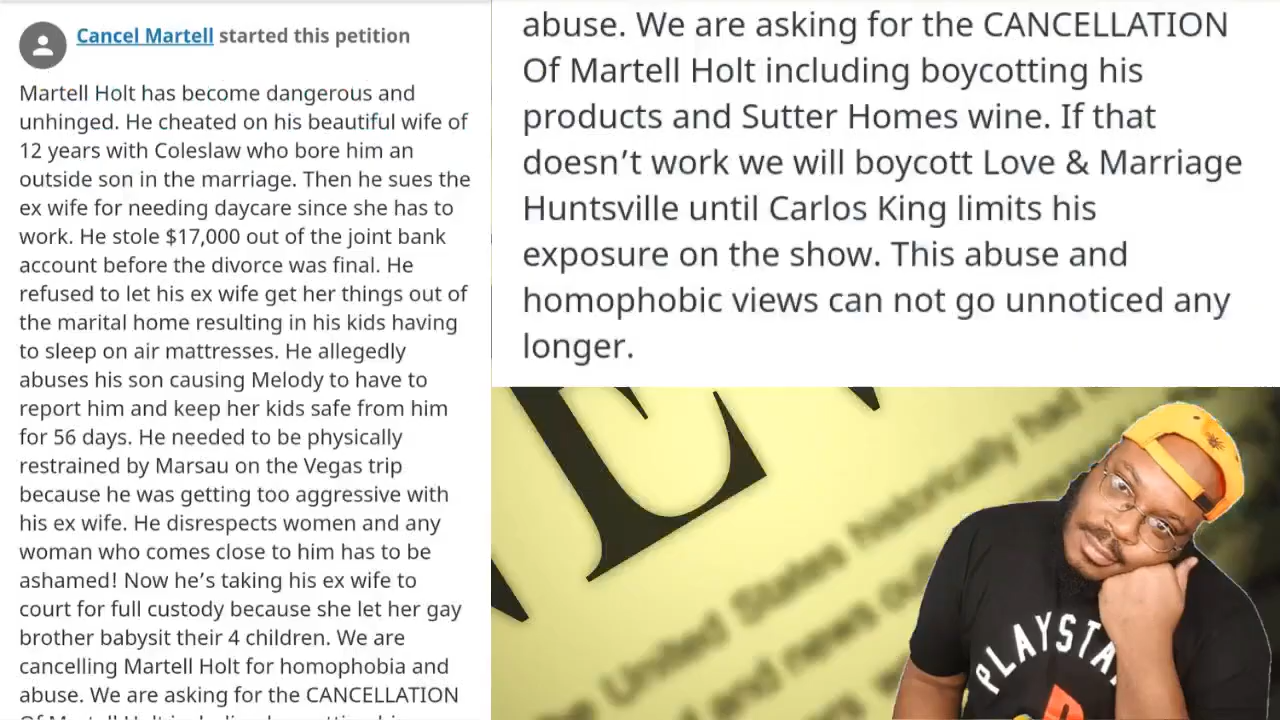 Cancel Martell started this petition
Martell Holt has become dangerous and
unhinged. He cheated on his beautiful wife of
12 years with Coleslaw who bore him an
outside son in the marriage. Then he sues the
ex wife for needing daycare since she has to
work. He stole $17,000 out of the joint bank
account before the divorce was final. He
refused to let his ex wife get her things out of
the marital home resulting in his kids having
to sleep on air mattresses. He allegedly
abuses his son causing Melody to have to
report him and keep her kids safe from him
for 56 days. He needed to be physically
restrained by Marsau on the Vegas trip
because he was getting too aggressive with
his ex wife. He disrespects women and any
woman who comes close to him has to be
ashamed! Now he’s taking his ex wife to
court for full custody because she let her gay
brother babysit their 4 children. We are
cancelling Martell Holt for homophobia and
abuse. We are asking for the CANCELLATION
abuse. We are asking for the CANCELLATION
Of Martell Holt including boycotting his
products and Sutter Homes wine. If that
doesn’t work we will boycott Love & Marriage
Huntsville until Carlos King limits his
exposure on the show. This abuse and
homophobic views can not go unnoticed any
longer.
United States historically had
and news